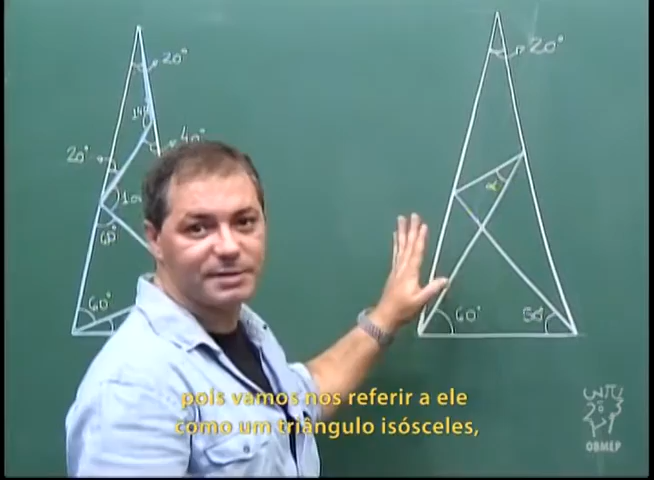 20°
20°
14
40°
20°
10
60°
60°
α
60°
50°
pois vamos nos referir a ele
como um triângulo isósceles,
OBMEP